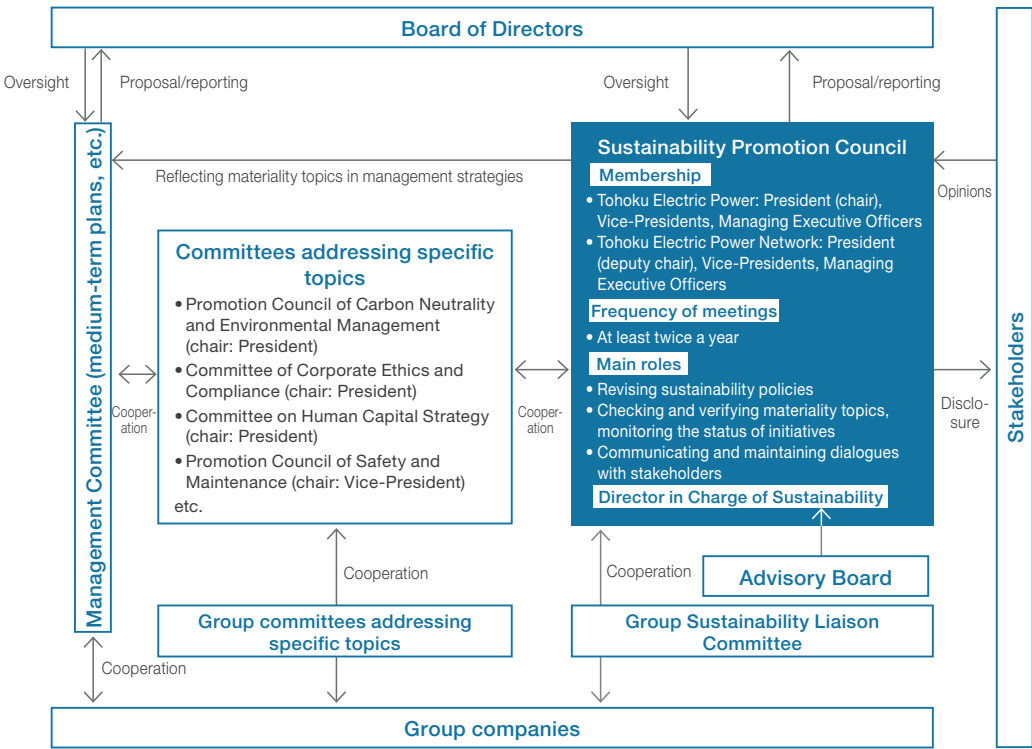 Board of Directors
Oversight
Proposal/reporting
Oversight
Proposal/reporting
Management Committee (medium-term plans, etc.)
Reflecting materiality topics in management strategies
Committees addressing specific
topics
• Promotion Council of Carbon Neutrality
and Environmental Management
(chair: President)
• Committee of Corporate Ethics and
Compliance (chair: President)
• Committee on Human Capital Strategy
(chair: President)
• Promotion Council of Safety and
Maintenance (chair: Vice-President)
etc.
Cooper-
ation
Cooper-
ation
Sustainability Promotion Council
Membership
• Tohoku Electric Power: President (chair),
Vice-Presidents, Managing Executive Officers
• Tohoku Electric Power Network: President
(deputy chair), Vice-Presidents, Managing
Executive Officers
Frequency of meetings
• At least twice a year
Main roles
• Revising sustainability policies
• Checking and verifying materiality topics,
monitoring the status of initiatives
• Communicating and maintaining dialogues
with stakeholders
Director in Charge of Sustainability
Opinions
Disclo-
sure
Stakeholders
Cooperation
Cooperation
Advisory Board
Group committees addressing
specific topics
Group Sustainability Liaison
Committee
Cooperation
Group companies